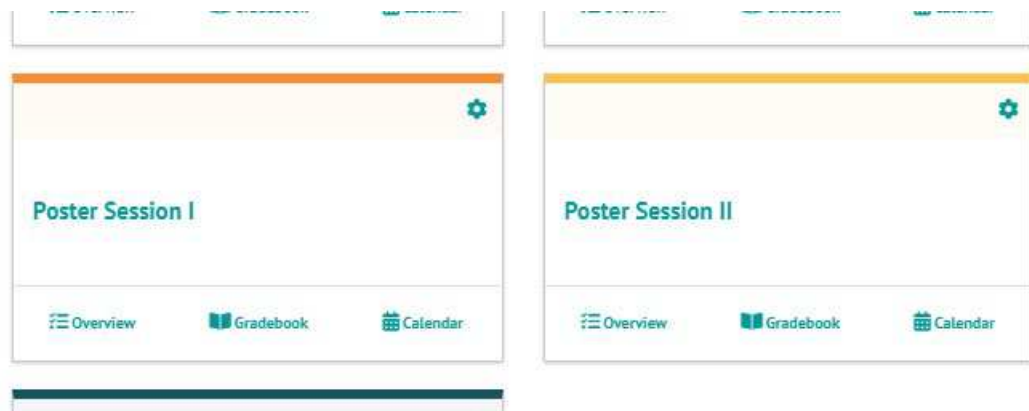 Poster Session I
Poster Session II
Overview Gradebook Calendar
Overview Gradebook Calendar